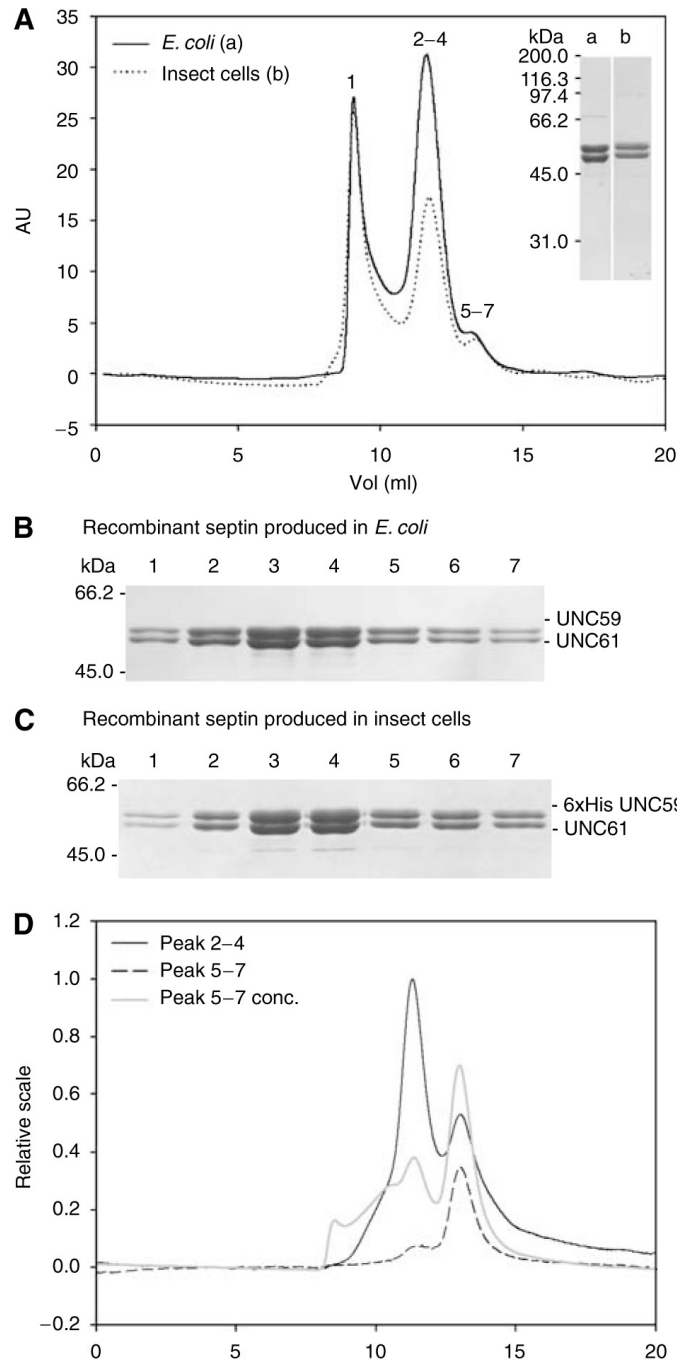 A
35
30
25
20
15
10
5
0
−5
AU
E. coli (a)
Insect cells (b)
1
2−4
5−7
kDa a b
200.0
116.3
97.4
66.2
45.0
31.0
0 5 10 15 20
Vol (ml)
B Recombinant septin produced in E. coli
kDa 1 2 3 4 5 6 7
66.2 -
- UNC59
- UNC61
45.0 -
C Recombinant septin produced in insect cells
kDa 1 2 3 4 5 6 7
66.2 -
- 6xHis UNC59
- UNC61
45.0 -
D
1.2
1.0
0.8
0.6
0.4
0.2
0.0
−0.2
Relative scale
Peak 2−4
Peak 5−7
Peak 5−7 conc.
0 5 10 15 20